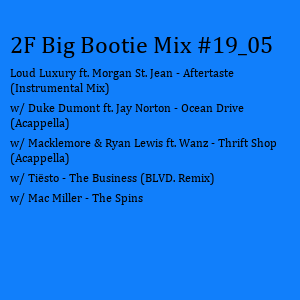 2F Big Bootie Mix #19_05
Loud Luxury ft. Morgan St. Jean - Aftertaste
(Instrumental Mix)
w/ Duke Dumont ft. Jay Norton - Ocean Drive
(Acappella)
w/ Macklemore & Ryan Lewis ft. Wanz - Thrift Shop
(Acappella)
w/ Tiësto - The Business (BLVD. Remix)
w/ Mac Miller - The Spins